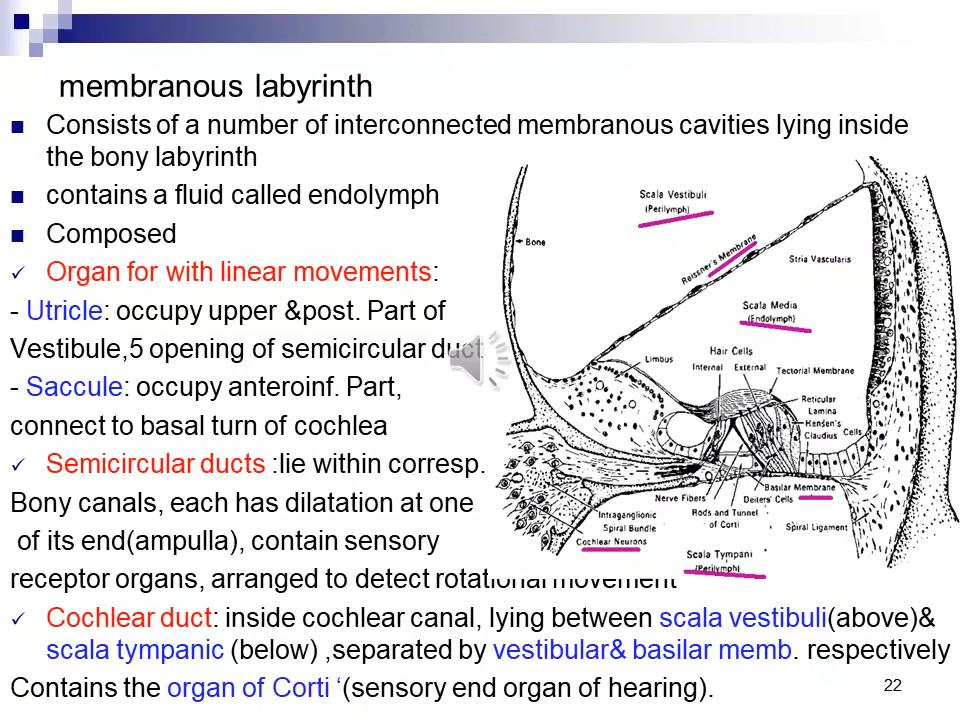 membranous labyrinth
Consists of a number of interconnected membranous cavities lying inside
the bony labyrinth
contains a fluid called endolymph
Composed
Organ for with linear movements:
- Utricle: occupy upper &post. Part of
Vestibule,5 opening of semicircular duct
- Saccule: occupy anteroinf. Part,
connect to basal turn of cochlea
Semicircular ducts :lie within corresp.
Bony canals, each has dilatation at one
of its end(ampulla), contain sensory
receptor organs, arranged to detect rotational movement
Cochlear duct: inside cochlear canal, lying between scala vestibuli(above)&
scala tympanic (below) ,separated by vestibular& basilar memb. respectively
Contains the organ of Corti ‘(sensory end organ of hearing).
Scala Vestibuli
(Perilymph)
Bone
Reissner's Membrane
Stria Vascularis
Scala Media
(Endolymph)
Limbus
Hair Cells
Internal External
Tectorial Membrane
Reticular
Lamina
Hensen's
Claudius Cells
Basilar Membrane
Nerve Fibers
Deiters' Cells
Intraganglionic
Spiral Bundle
Rods and Tunnel
of Corti
Spiral Ligament
Cochlear Neurons
Scala Tympani
(Perilymph)
22